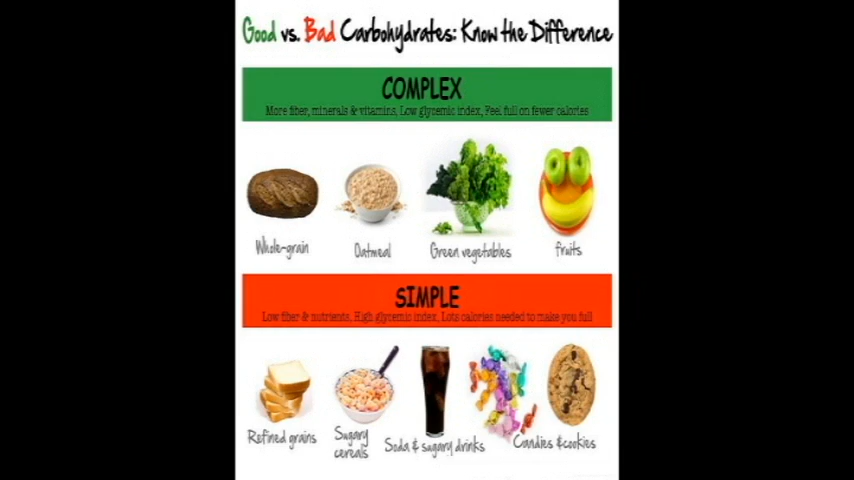 Good vs. Bad Carbohydrates: Know the Difference
COMPLEX
More fiber, minerals & vitamins, Low glycemic index, Feel full on fewer calories
Whole-grain
Oatmeal
Green vegetables
fruits
SIMPLE
Low fiber & nutrients, High glycemic index, Lots calories needed to make you full
Refined grains
Sugary
cereals
Soda & sugary drinks
Candies & cookies